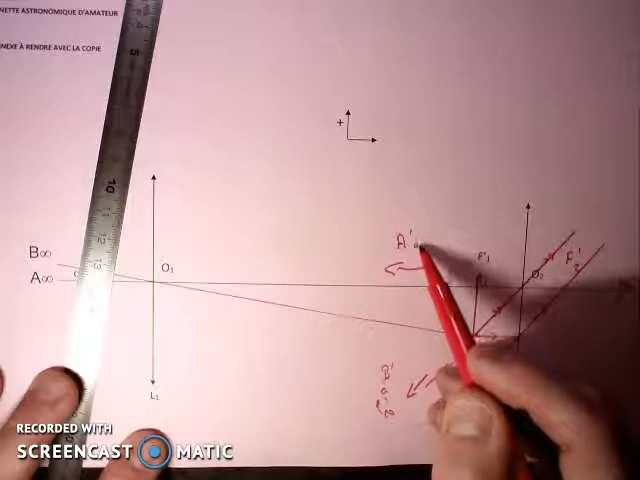 NETTE ASTRONOMIQUE D'AMATEUR
NEXE À RENDRE AVEC LA COPIE
+
B∞
A∞
O₁
L₁
A'
F'₁
F'₂
O₂
B'
RECORDED WITH
SCREENCAST MATIC